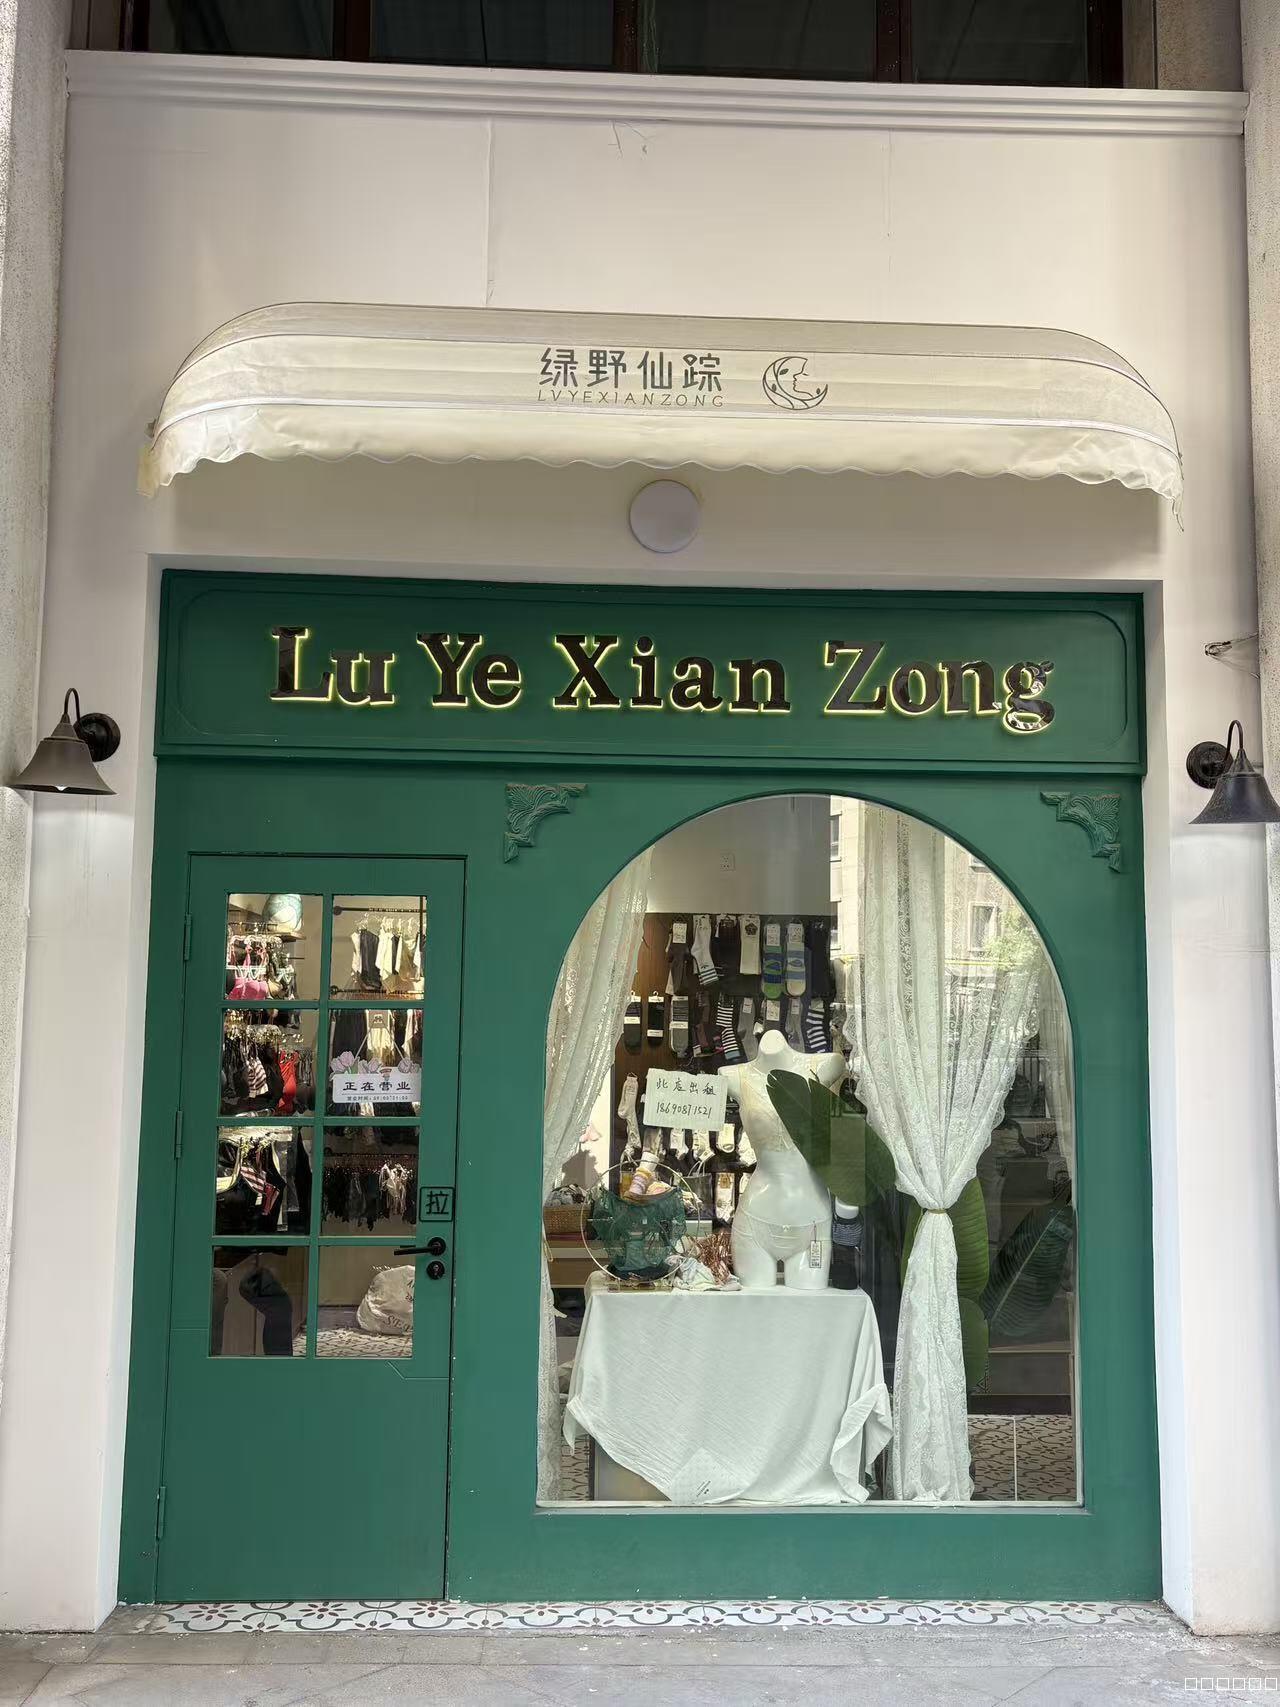 绿野仙踪
LVYEXIANZONG
Lu Ye Xian Zong
正在营业
此店出租
18690871521
拉